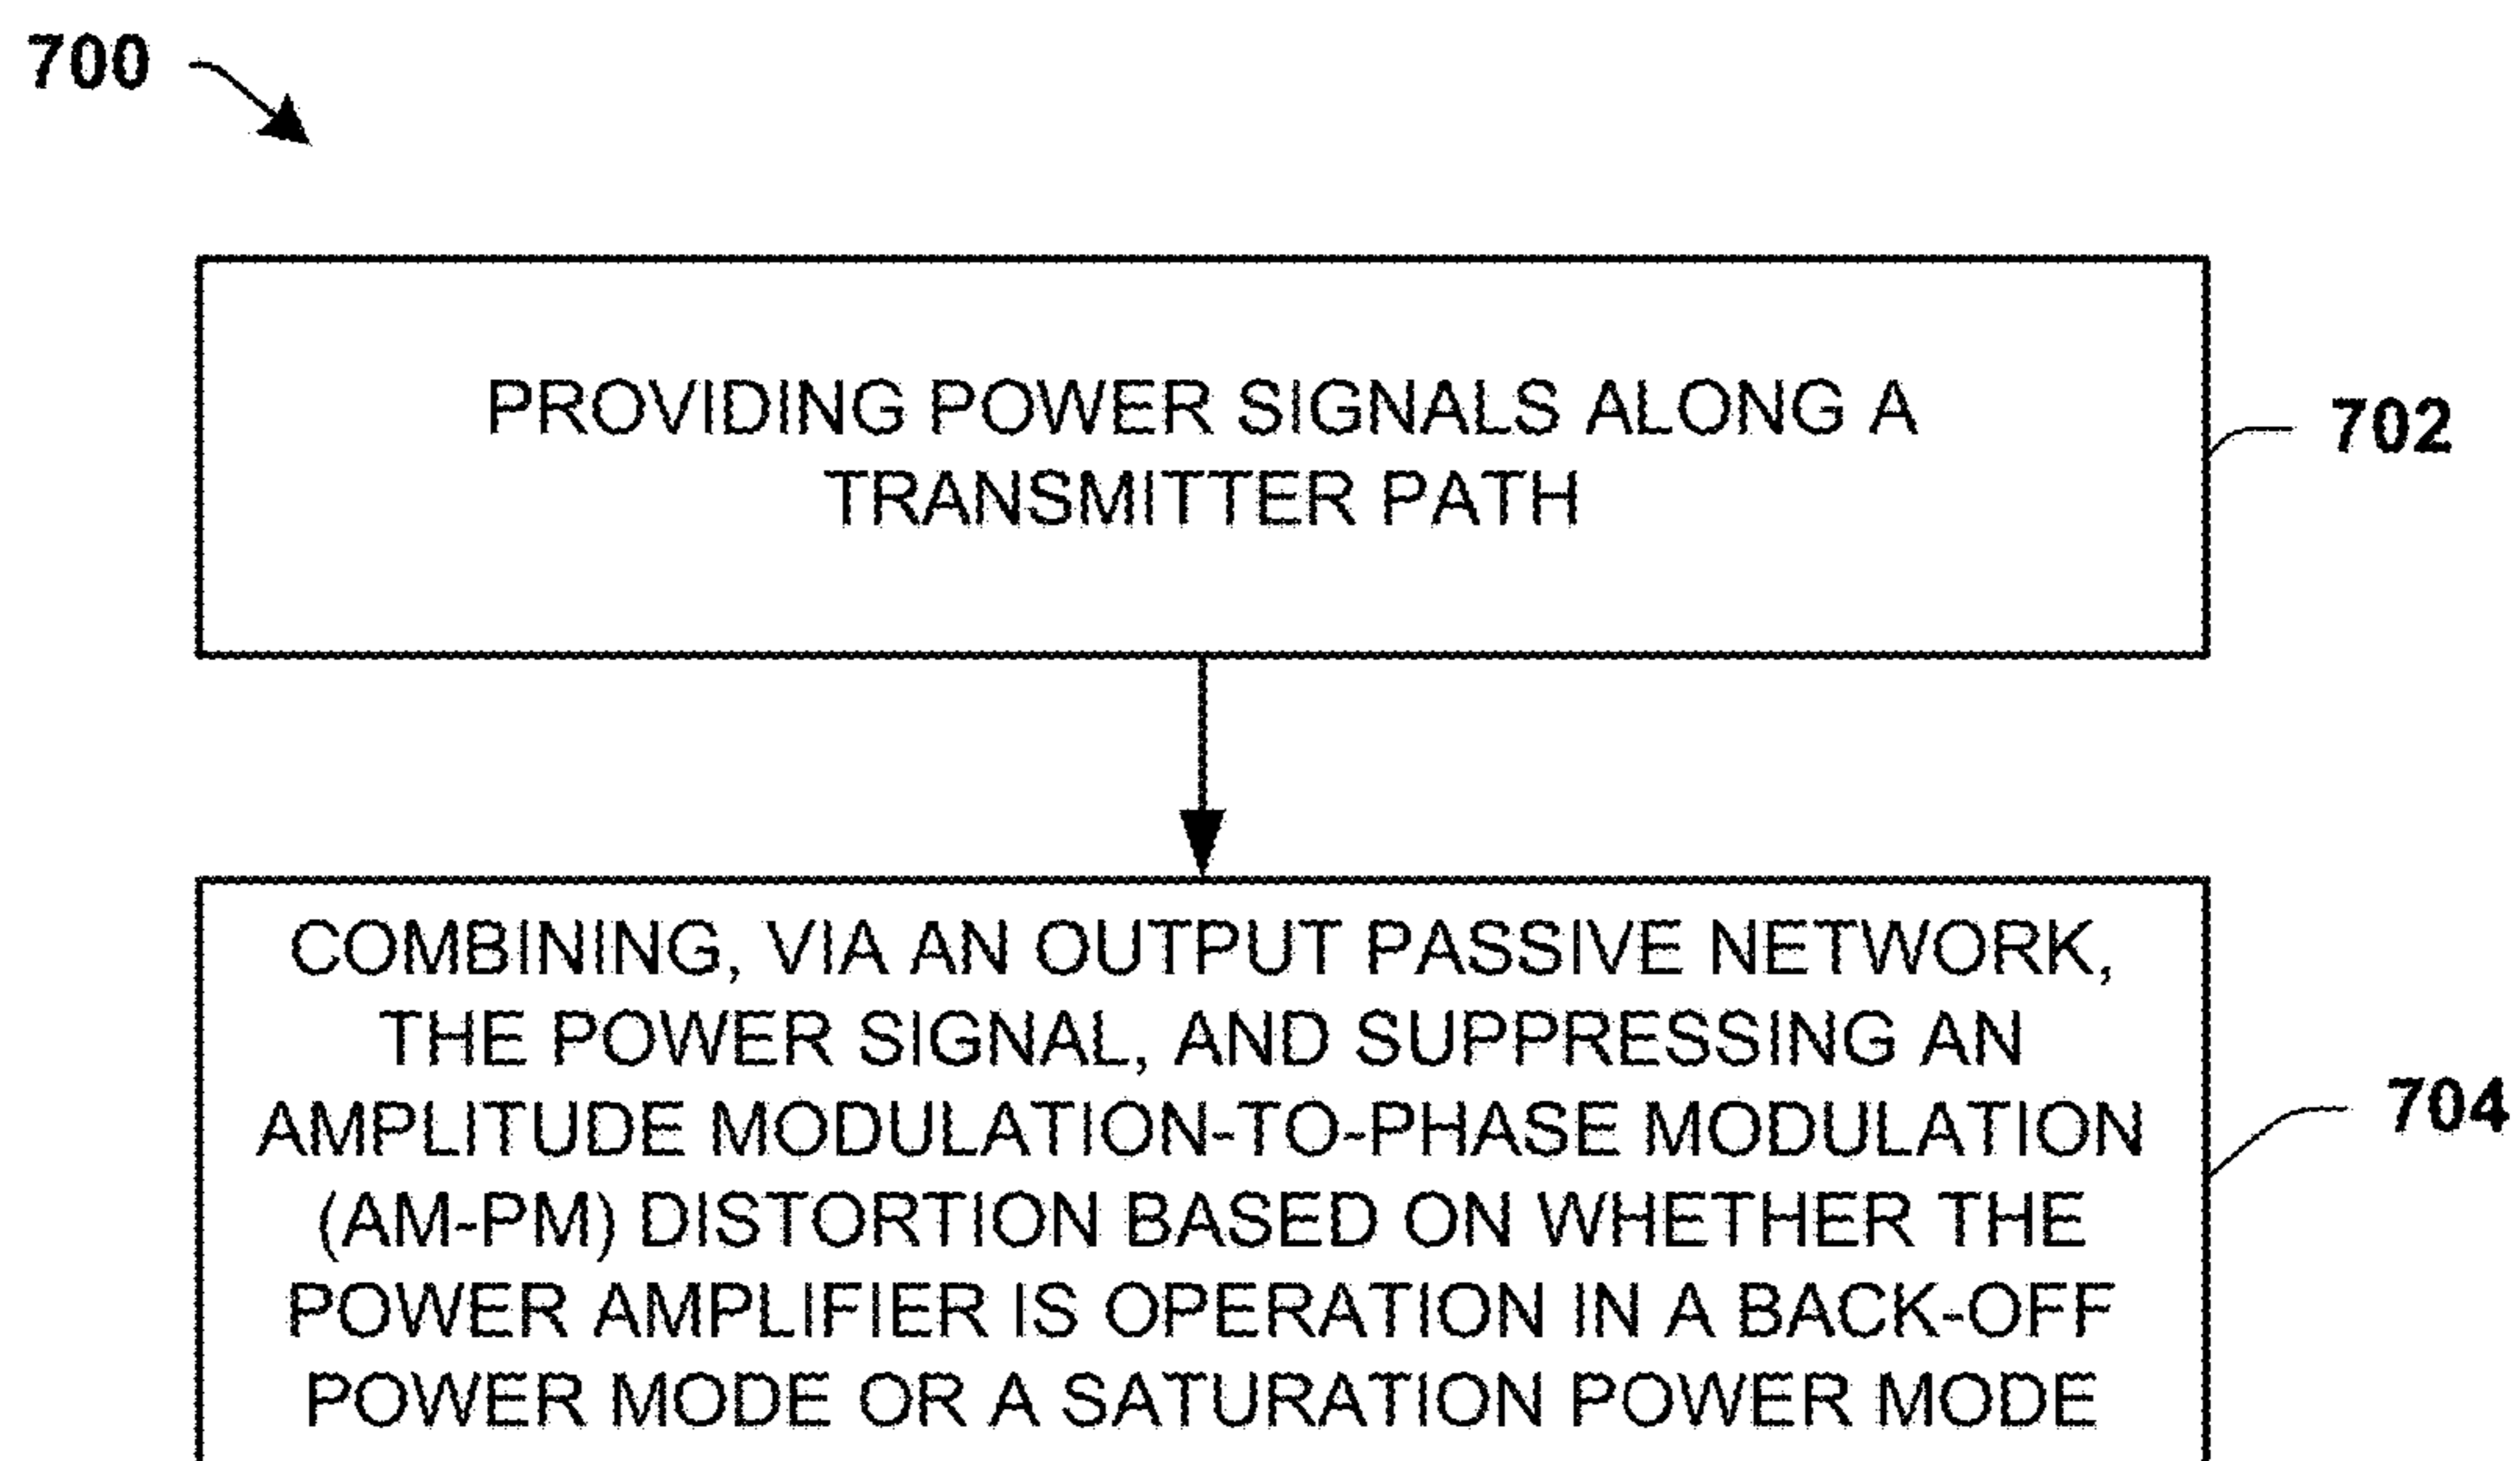 700
PROVIDING POWER SIGNALS ALONG A
TRANSMITTER PATH
702
COMBINING, VIA AN OUTPUT PASSIVE NETWORK,
THE POWER SIGNAL, AND SUPPRESSING AN
AMPLITUDE MODULATION-TO-PHASE MODULATION
(AM-PM) DISTORTION BASED ON WHETHER THE
POWER AMPLIFIER IS OPERATION IN A BACK-OFF
POWER MODE OR A SATURATION POWER MODE
704